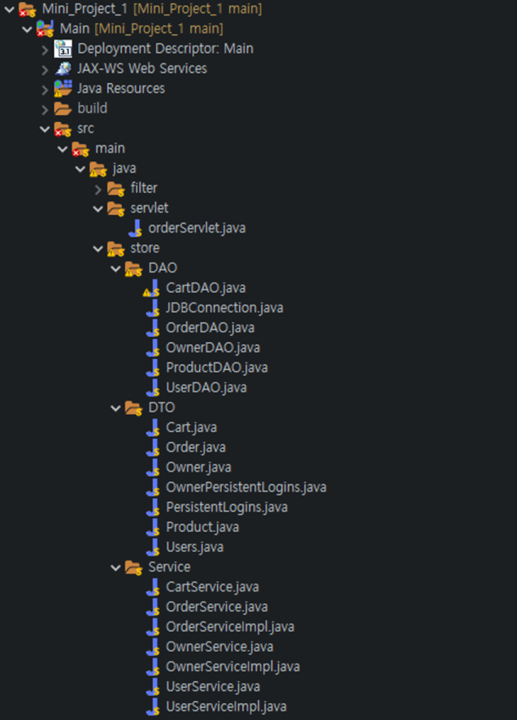 Mini_Project_1 [Mini_Project_1 main]
Main [Mini_Project_1 main]
Deployment Descriptor: Main
JAX-WS Web Services
Java Resources
build
src
main
java
filter
servlet
orderServlet.java
store
DAO
CartDAO.java
JDBConnection.java
OrderDAO.java
OwnerDAO.java
ProductDAO.java
UserDAO.java
DTO
Cart.java
Order.java
Owner.java
OwnerPersistentLogins.java
PersistentLogins.java
Product.java
Users.java
Service
CartService.java
OrderService.java
OrderServiceImpl.java
OwnerService.java
OwnerServiceImpl.java
UserService.java
UserServiceImpl.java